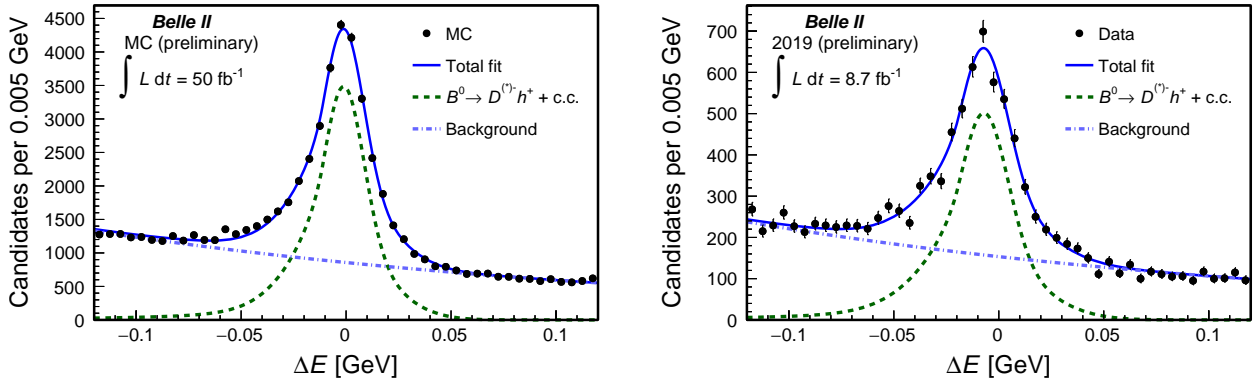 Candidates per 0.005 GeV
4500
4000
3500
3000
2500
2000
1500
1000
500
0
Belle II
MC (preliminary)
∫ L dt = 50 fb⁻¹
MC
Total fit
B⁰→ D⁽*⁾⁻h⁺ + c.c.
Background
−0.1
−0.05
0
0.05
0.1
ΔE [GeV]
Candidates per 0.005 GeV
700
600
500
400
300
200
100
0
Belle II
2019 (preliminary)
∫ L dt = 8.7 fb⁻¹
Data
Total fit
B⁰→ D⁽*⁾⁻h⁺ + c.c.
Background
−0.1
−0.05
0
0.05
0.1
ΔE [GeV]